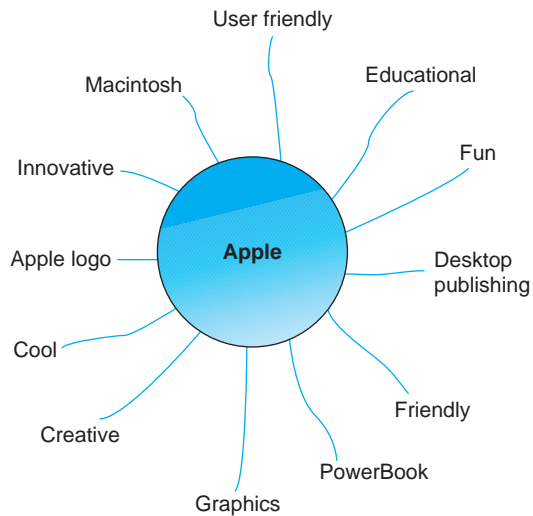 User friendly
Educational
Macintosh
Fun
Innovative
Apple
Apple logo
Desktop
publishing
Cool
Friendly
Creative
PowerBook
Graphics